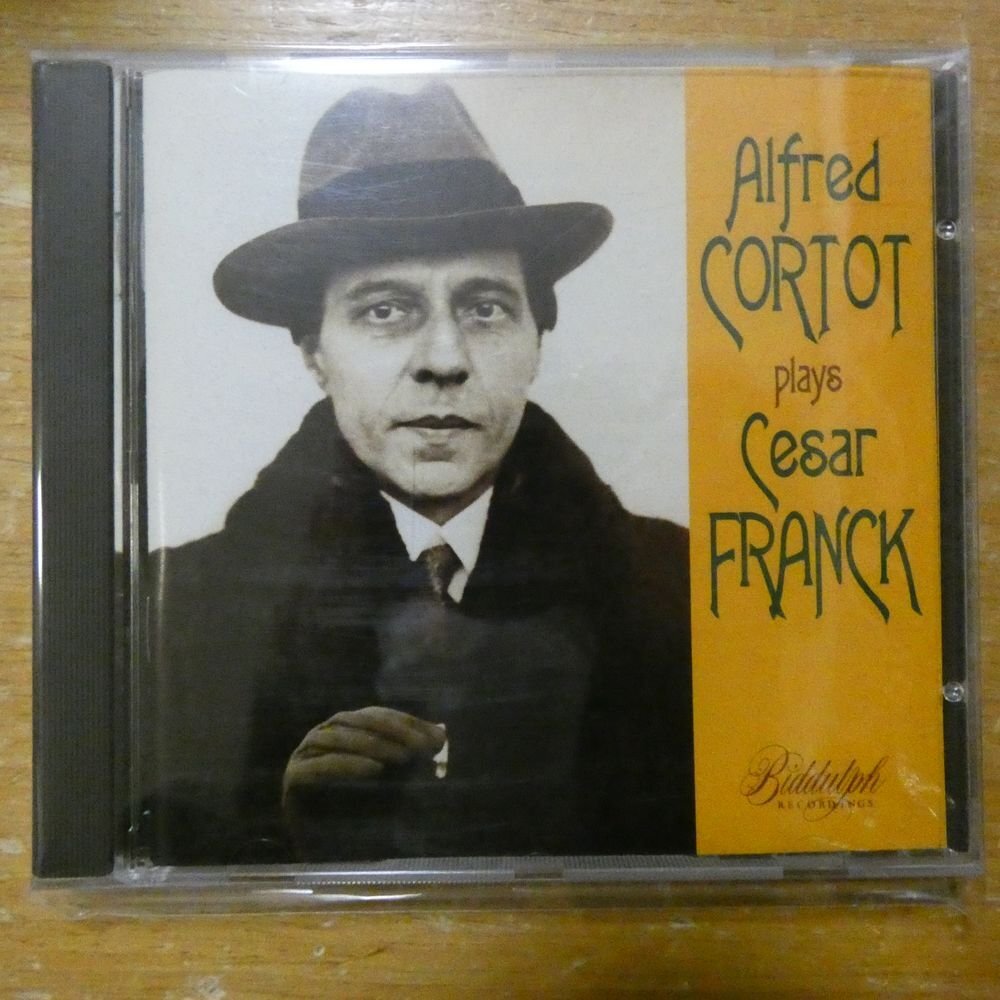 Alfred
CORTOT
plays
Cesar
FRANCK
Biddulph
RECORDINGS